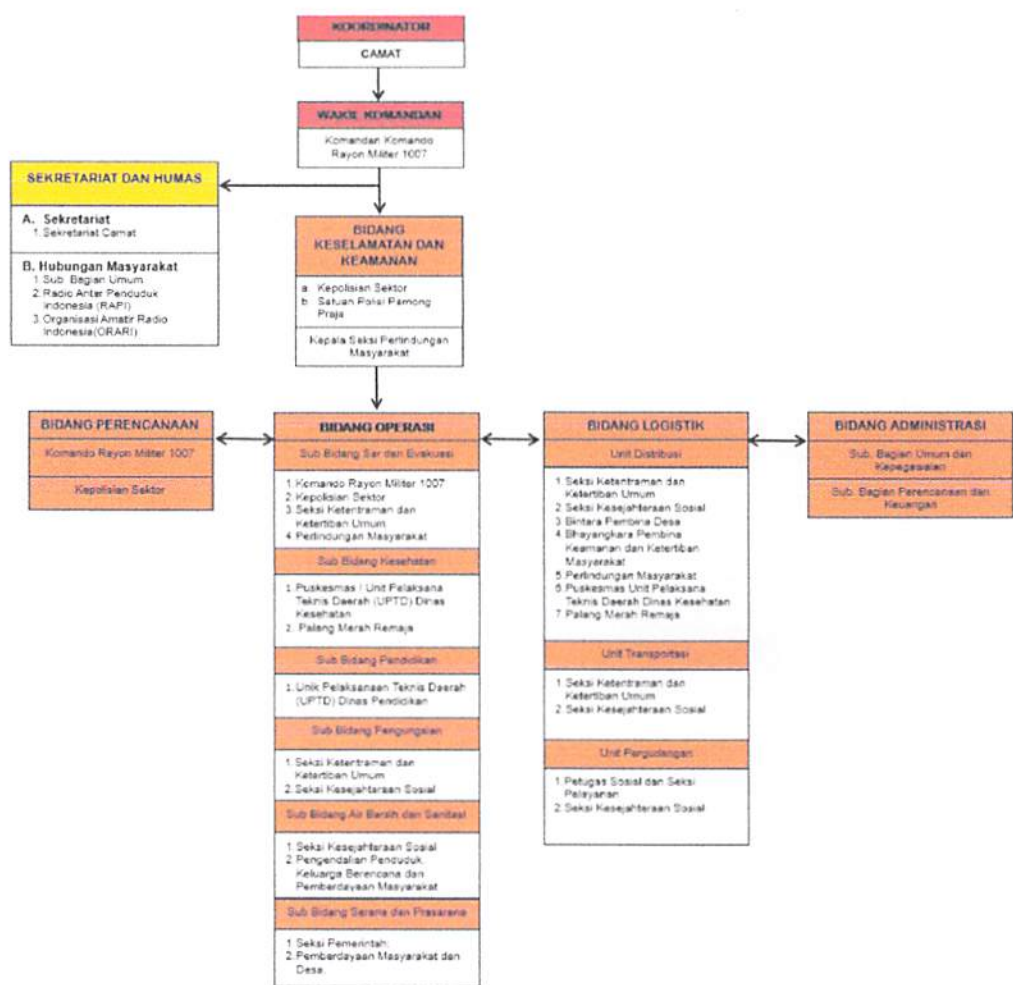 KOORDINATOR
CAMAT
WAKIL KOMANDAN
Komandan Komando
Rayon Militer 1007
SEKRETARIAT DAN HUMAS
A. Sekretariat
1. Sekretariat Camat
B. Hubungan Masyarakat
1. Sub. Bagian Umum
2. Radio Antar Penduduk
Indonesia (RAPI)
3. Organisasi Amatir Radio
Indonesia(ORARI)
BIDANG
KESELAMATAN DAN
KEAMANAN
a. Kepolisian Sektor
b. Satuan Polisi Pamong
Praja
Kepala Seksi Perlindungan
Masyarakat
BIDANG PERENCANAAN
Komando Rayon Militer 1007
Kepolisian Sektor
BIDANG OPERASI
Sub Bidang Sar dan Evakuasi
1. Komando Rayon Militer 1007
2. Kepolisian Sektor
3. Seksi Ketentraman dan
Ketertiban Umum
4. Perlindungan Masyarakat
Sub Bidang Kesehatan
1. Puskesmas / Unit Pelaksana
Teknis Daerah (UPTD) Dinas
Kesehatan
2. Palang Merah Remaja
Sub Bidang Pendidikan
1. Unik Pelaksanaan Teknis Daerah
(UPTD) Dinas Pendidikan
Sub Bidang Pengungsian
1. Seksi Ketentraman dan
Ketertiban Umum
2. Seksi Kesejahteraan Sosial
Sub Bidang Air Bersih dan Sanitasi
1. Seksi Kesejahteraan Sosial
2. Pengendalian Penduduk,
Keluarga Berencana dan
Pemberdayaan Masyarakat
Sub Bidang Sarana dan Prasarana
1. Seksi Pemerintah.
2. Pemberdayaan Masyarakat dan
Desa.
BIDANG LOGISTIK
Unit Distribusi
1. Seksi Ketentraman dan
Ketertiban Umum
2. Seksi Kesejahteraan Sosial
3. Bintara Pembina Desa
4. Bhayangkara Pembina
Keamanan dan Ketertiban
Masyarakat
5. Perlindungan Masyarakat
6. Puskesmas Unit Pelaksana
Teknis Daerah Dinas Kesehatan
7. Palang Merah Remaja
Unit Transportasi
1. Seksi Ketentraman dan
Ketertiban Umum
2. Seksi Kesejahteraan Sosial
Unit Pergudangan
1. Petugas Sosial dan Seksi
Pelayanan
2. Seksi Kesejahteraan Sosial
BIDANG ADMINISTRASI
Sub. Bagian Umum dan
Kepegawaian
Sub. Bagian Perencanaan dan
Keuangan